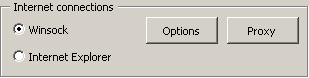 Internet connections
Winsock Options Proxy
Internet Explorer